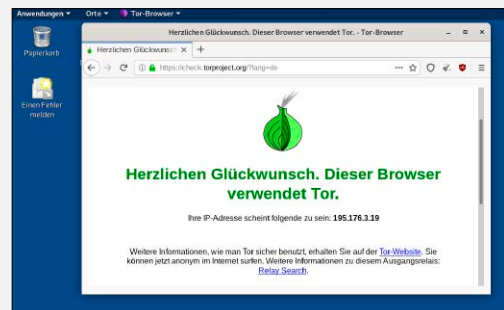 Anwendungen Orte Tor-Browser
Papierkorb
Einen Fehler
melden
Herzlichen Glückwunsch. Dieser Browser verwendet Tor. - Tor-Browser
Herzlichen Glückwunsch
https://check.torproject.org/?lang=de
Herzlichen Glückwunsch. Dieser Browser
verwendet Tor.
Ihre IP-Adresse scheint folgende zu sein: 195.176.3.19
Weitere Informationen, wie man Tor sicher benutzt, erhalten Sie auf der Tor-Website. Sie
können jetzt anonym im Internet surfen. Weitere Informationen zu diesem Ausgangsrelais:
Relay Search.